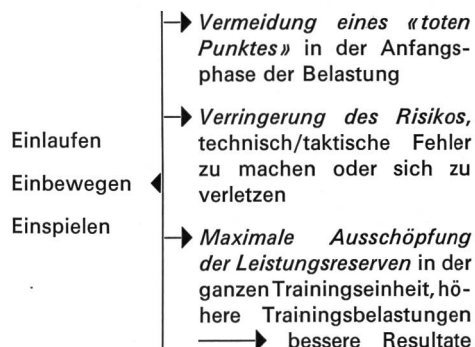 Einlaufen
Einbewegen
Einspielen
Vermeidung eines «toten
Punktes» in der Anfangs-
phase der Belastung
Verringerung des Risikos,
technisch/taktische Fehler
zu machen oder sich zu
verletzen
Maximale Ausschöpfung
der Leistungsreserven in der
ganzen Trainingseinheit, hö-
here Trainingsbelastungen
bessere Resultate